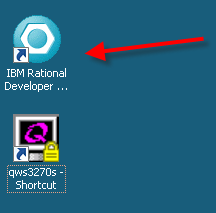 IBM Rational
Developer ...
qws3270s -
Shortcut